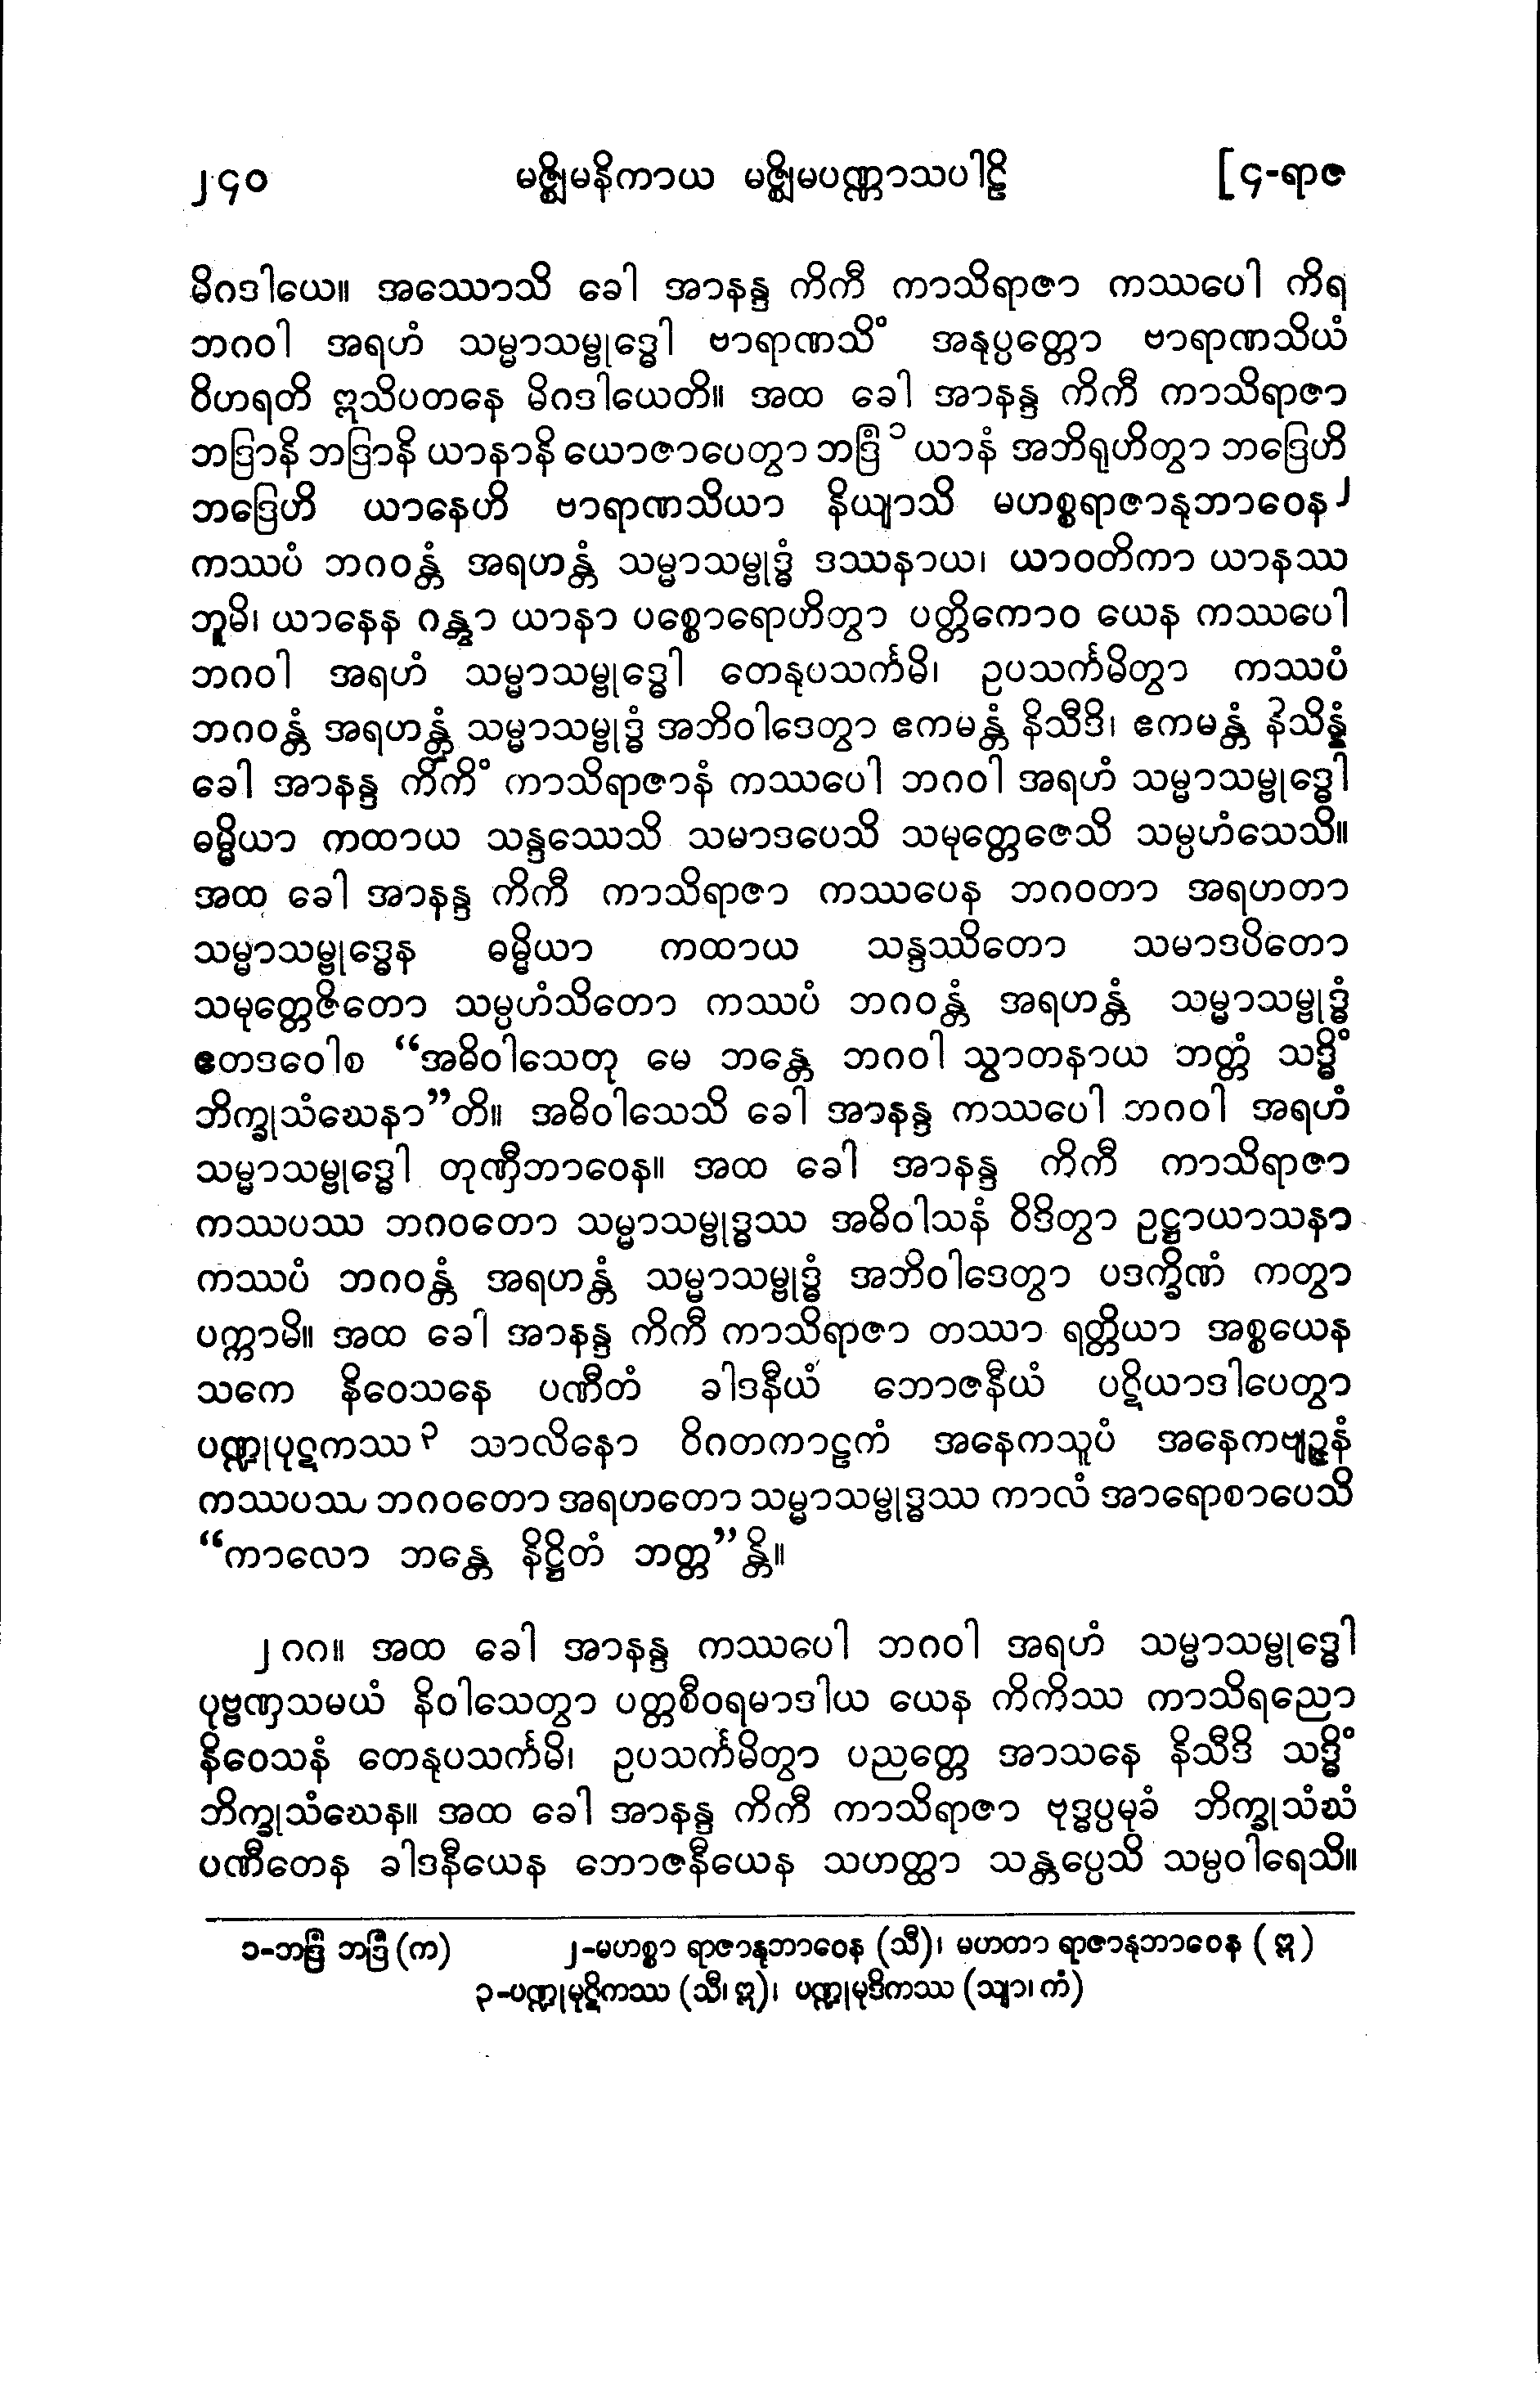 ၂၄၀ မဇ္ဈိမနိကာယ မဇ္ဈိမပဏ္ဏာသပါဠိ [၄-ရာဇ
မိဂဒါယေ။ အဿောသိ ခေါ အာနန္ဒ ကိကီ ကာသိရာဇာ ကဿပေါ ကိရ
ဘဂဝါ အရဟံ သမ္မာသမ္ဗုဒ္ဓေါ ဗာရာဏသိံ အနုပ္ပတ္တော ဗာရာဏသိယံ
ဝိဟရတိ ဣသိပတနေ မိဂဒါယေတိ။ အထ ခေါ အာနန္ဒ ကိကီ ကာသိရာဇာ
ဘဒြာနိ ဘဒြာနိ ယာနာနိ ယောဇာပေတွာ ဘဒြံ ၁ ယာနံ အဘိရုဟိတွာ ဘဒြေဟိ
ဘဒြေဟိ ယာနေဟိ ဗာရာဏသိယာ နိယျာသိ မဟစ္စရာဇာနုဘာဝေန ၂
ကဿပံ ဘဂဝန္တံ အရဟန္တံ သမ္မာသမ္ဗုဒ္ဓံ ဒဿနာယ၊ ယာဝတိကာ ယာနဿ
ဘူမိ၊ ယာနေန ဂန္တွာ ယာနာ ပစ္စောရောဟိတွာ ပတ္တိကောဝ ယေန ကဿပေါ
ဘဂဝါ အရဟံ သမ္မာသမ္ဗုဒ္ဓေါ တေနုပသင်္ကမိ၊ ဥပသင်္ကမိတွာ ကဿပံ
ဘဂဝန္တံ အရဟန္တံ သမ္မာသမ္ဗုဒ္ဓံ အဘိဝါဒေတွာ ဧကမန္တံ နိသီဒိ၊ ဧကမန္တံ နိသိန္နံ
ခေါ အာနန္ဒ ကိကိံ ကာသိရာဇာနံ ကဿပေါ ဘဂဝါ အရဟံ သမ္မာသမ္ဗုဒ္ဓေါ
ဓမ္မိယာ ကထာယ သန္ဒဿေသိ သမာဒပေသိ သမုတ္တေဇေသိ သမ္ပဟံသေသိ။
အထ ခေါ အာနန္ဒ ကိကီ ကာသိရာဇာ ကဿပေန ဘဂဝတာ အရဟတာ
သမ္မာသမ္ဗုဒ္ဓေန ဓမ္မိယာ ကထာယ သန္ဒဿိတော သမာဒပိတော
သမုတ္တေဇိတော သမ္ပဟံသိတော ကဿပံ ဘဂဝန္တံ အရဟန္တံ သမ္မာသမ္ဗုဒ္ဓံ
ဧတဒဝေါစ “အဓိဝါသေတု မေ ဘန္တေ ဘဂဝါ သွာတနာယ ဘတ္တံ သဒ္ဓိံ
ဘိက္ခုသံဃေနာ”တိ။ အဓိဝါသေသိ ခေါ အာနန္ဒ ကဿပေါ ဘဂဝါ အရဟံ
သမ္မာသမ္ဗုဒ္ဓေါ တုဏှီဘာဝေန။ အထ ခေါ အာနန္ဒ ကိကီ ကာသိရာဇာ
ကဿပဿ ဘဂဝတော သမ္မာသမ္ဗုဒ္ဓဿ အဓိဝါသနံ ဝိဒိတွာ ဥဋ္ဌာယာသနာ
ကဿပံ ဘဂဝန္တံ အရဟန္တံ သမ္မာသမ္ဗုဒ္ဓံ အဘိဝါဒေတွာ ပဒက္ခိဏံ ကတွာ
ပက္ကာမိ။ အထ ခေါ အာနန္ဒ ကိကီ ကာသိရာဇာ တဿာ ရတ္တိယာ အစ္စယေန
သကေ နိဝေသနေ ပဏီတံ ခါဒနီယံ ဘောဇနီယံ ပဋိယာဒါပေတွာ
ပဏ္ဍုပုဋကဿ ၃ သာလိနော ဝိဂတကာဠကံ အနေကသူပံ အနေကဗျဉ္ဇနံ
ကဿပဿ ဘဂဝတော အရဟတော သမ္မာသမ္ဗုဒ္ဓဿ ကာလံ အာရောစာပေသိ
“ကာလော ဘန္တေ နိဋ္ဌိတံ ဘတ္တ”န္တိ။
၂၈၈။ အထ ခေါ အာနန္ဒ ကဿပေါ ဘဂဝါ အရဟံ သမ္မာသမ္ဗုဒ္ဓေါ
ပုဗ္ဗဏှသမယံ နိဝါသေတွာ ပတ္တစီဝရမာဒါယ ယေန ကိကိဿ ကာသိရညော
နိဝေသနံ တေနုပသင်္ကမိ၊ ဥပသင်္ကမိတွာ ပညတ္တေ အာသနေ နိသီဒိ သဒ္ဓိံ
ဘိက္ခုသံဃေန။ အထ ခေါ အာနန္ဒ ကိကီ ကာသိရာဇာ ဗုဒ္ဓပ္ပမုခံ ဘိက္ခုသံဃံ
ပဏီတေန ခါဒနီယေန ဘောဇနီယေန သဟတ္ထာ သန္တပ္ပေသိ သမ္ပဝါရေသိ။
၁-ဘဒြံ ဘဒြံ (က) ၂-မဟစ္စာ ရာဇာနုဘာဝေန (သီ)၊ မဟတာ ရာဇာနုဘာဝေန (ဣ)
၃-ပဏ္ဍုမုဋိကဿ (သီ၊ ဣ)၊ ပဏ္ဍုမုဒိကဿ (သျာ၊ ကံ)